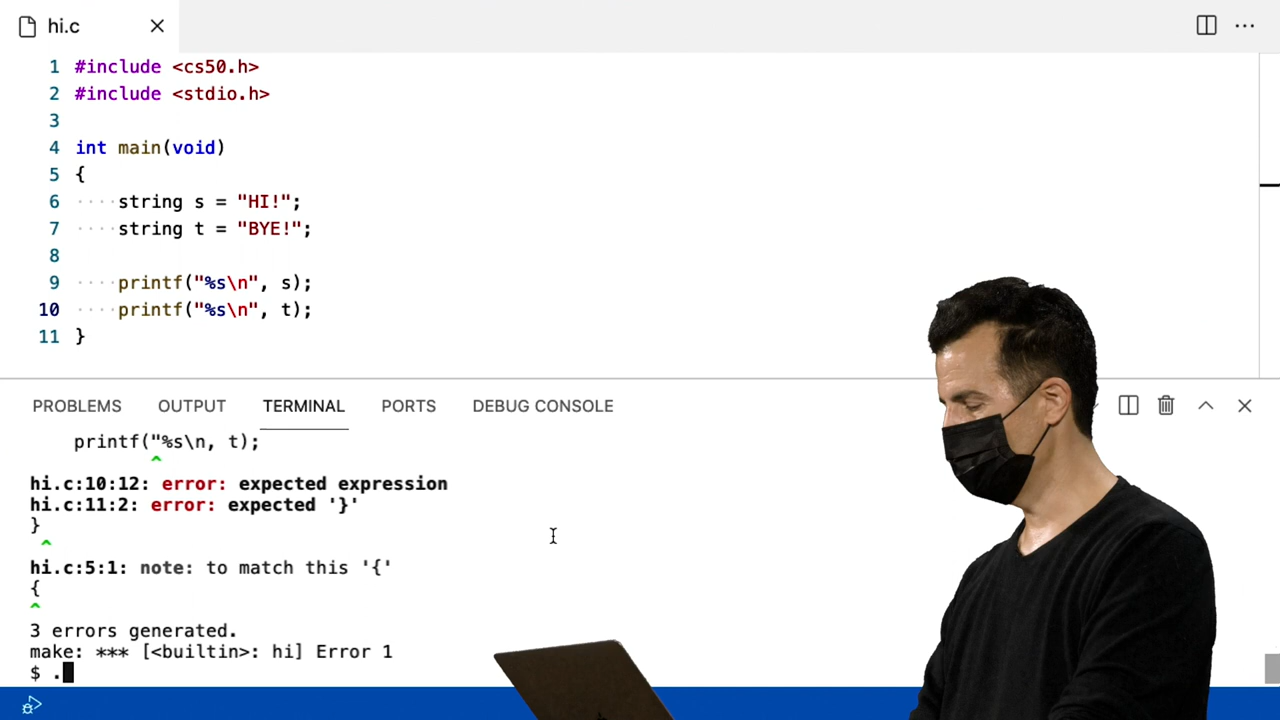 hi.c
1 #include <cs50.h>
2 #include <stdio.h>
3
4 int main(void)
5 {
6 ····string s = "HI!";
7 ····string t = "BYE!";
8
9 ····printf("%s\n", s);
10 ····printf("%s\n", t);
11 }
PROBLEMS OUTPUT TERMINAL PORTS DEBUG CONSOLE
printf("%s\n, t);
^
hi.c:10:12: error: expected expression
hi.c:11:2: error: expected '}'
}
^
hi.c:5:1: note: to match this '{'
{
^
3 errors generated.
make: *** [<builtin>: hi] Error 1
$ .